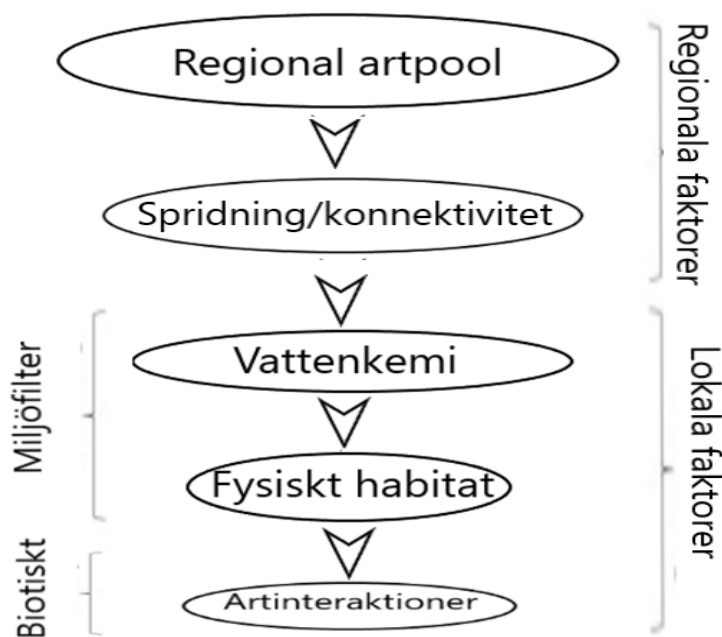 Regional artpool
Spridning/konnektivitet
Vattenkemi
Fysiskt habitat
Artinteraktioner
Regionala faktorer
Lokala faktorer
Miljöfilter
Biotiskt